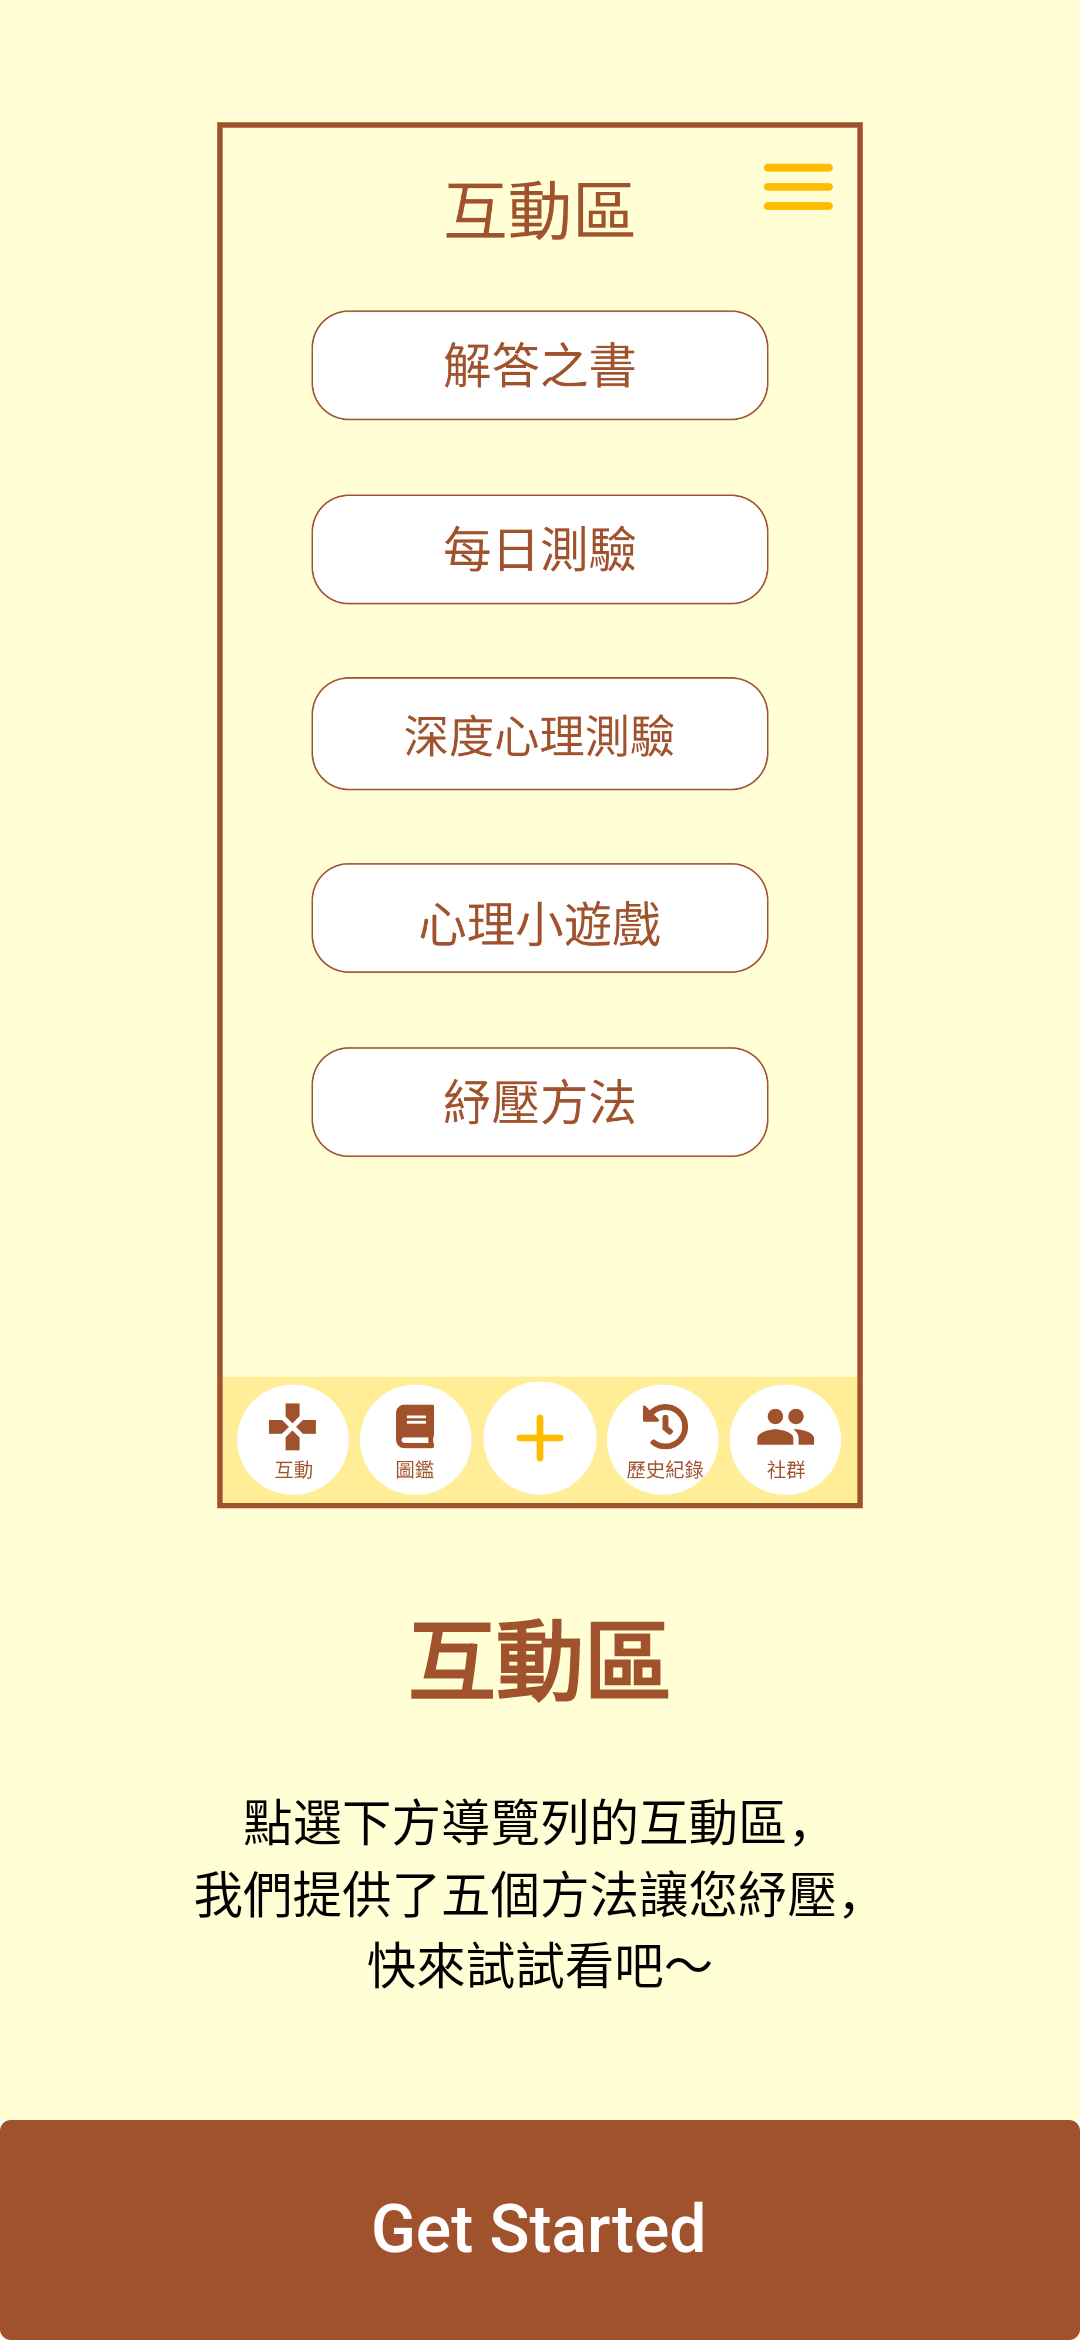 互動區
解答之書
每日測驗
深度心理測驗
心理小遊戲
紓壓方法
互動
圖鑑
歷史紀錄
社群
互動區
點選下方導覽列的互動區，
我們提供了五個方法讓您紓壓，
快來試試看吧～
Get Started